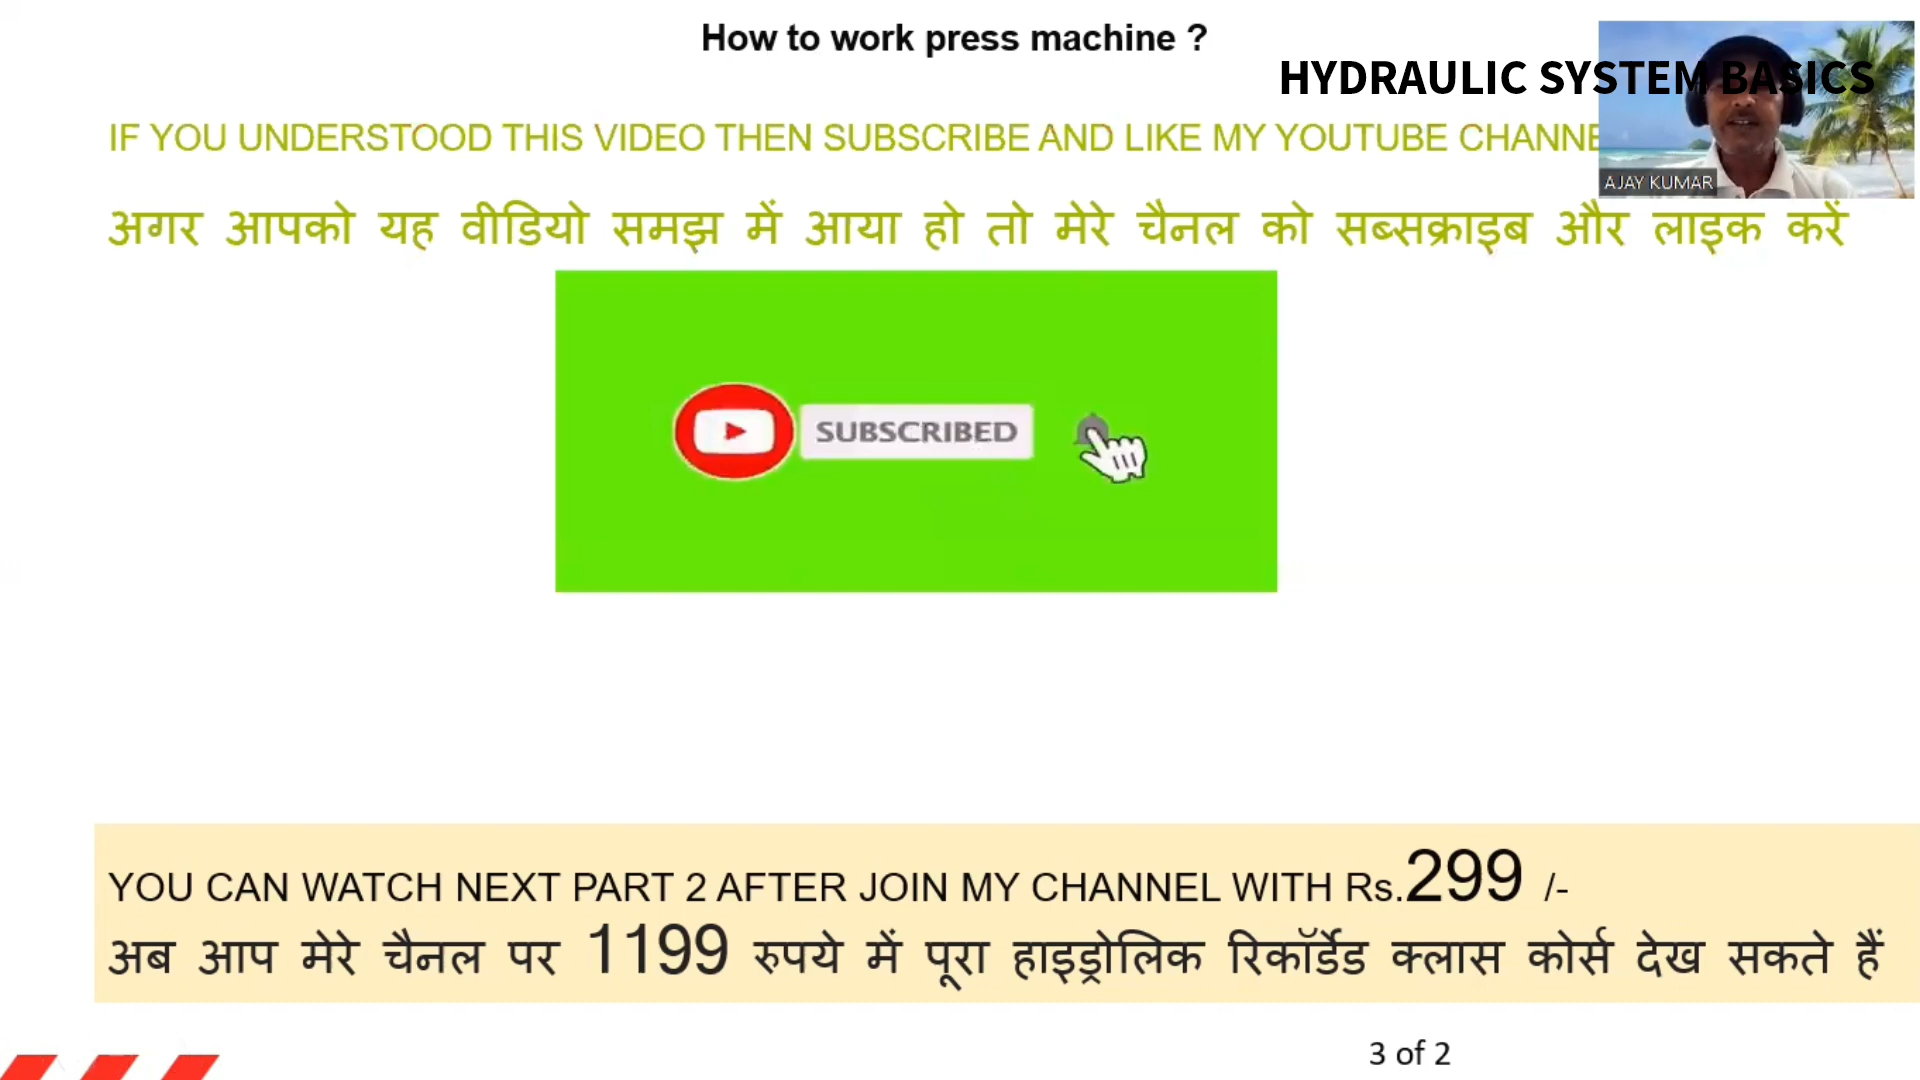 How to work press machine ?
HYDRAULIC SYSTEM BASICS
IF YOU UNDERSTOOD THIS VIDEO THEN SUBSCRIBE AND LIKE MY YOUTUBE CHANNE
AJAY KUMAR
अगर आपको यह वीडियो समझ में आया हो तो मेरे चैनल को सब्सक्राइब और लाइक करें
SUBSCRIBED
YOU CAN WATCH NEXT PART 2 AFTER JOIN MY CHANNEL WITH Rs.299 /-
अब आप मेरे चैनल पर 1199 रुपये में पूरा हाइड्रोलिक रिकॉर्डेड क्लास कोर्स देख सकते हैं
3 of 2